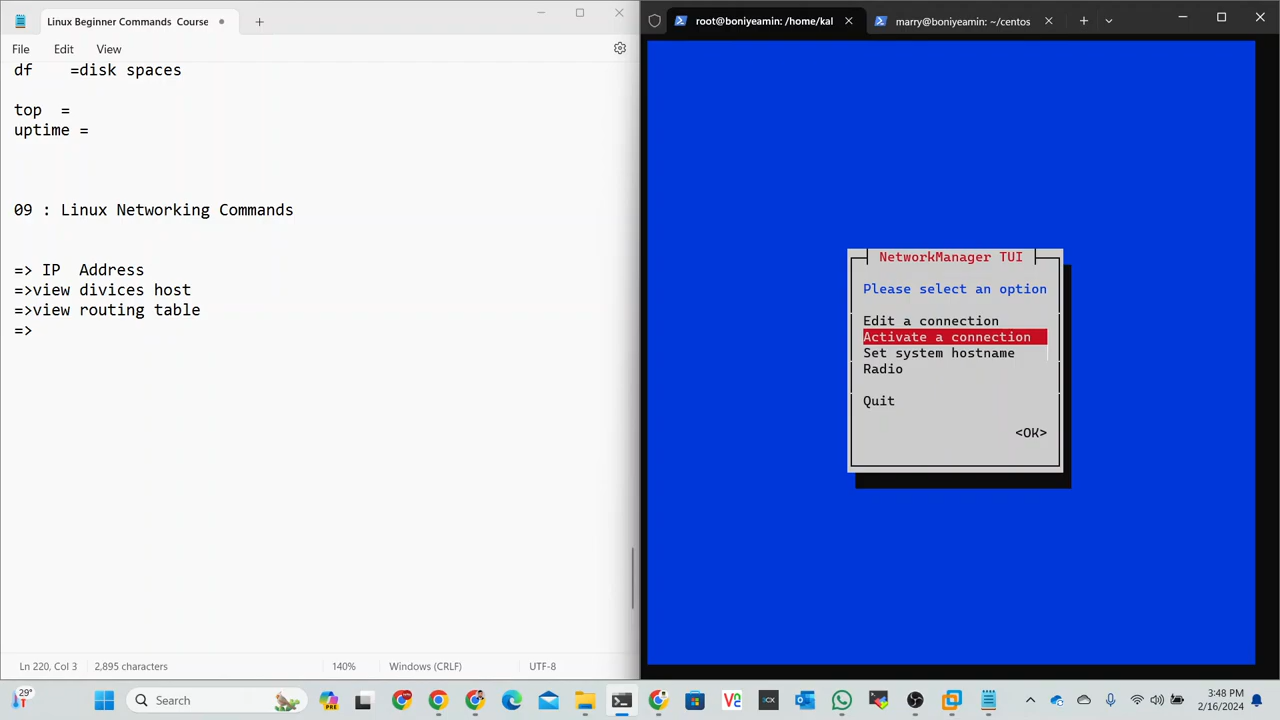 Linux Beginner Commands Course
File Edit View
df =disk spaces
top =
uptime =
09 : Linux Networking Commands
=> IP Address
=>view divices host
=>view routing table
=>
Ln 220, Col 3 2,895 characters 140% Windows (CRLF) UTF-8
root@boniyeamin: /home/kal
marry@boniyeamin: ~/centos
NetworkManager TUI
Please select an option
Edit a connection
Activate a connection
Set system hostname
Radio
Quit
<OK>
29°
Search
PRE
3:48 PM
2/16/2024